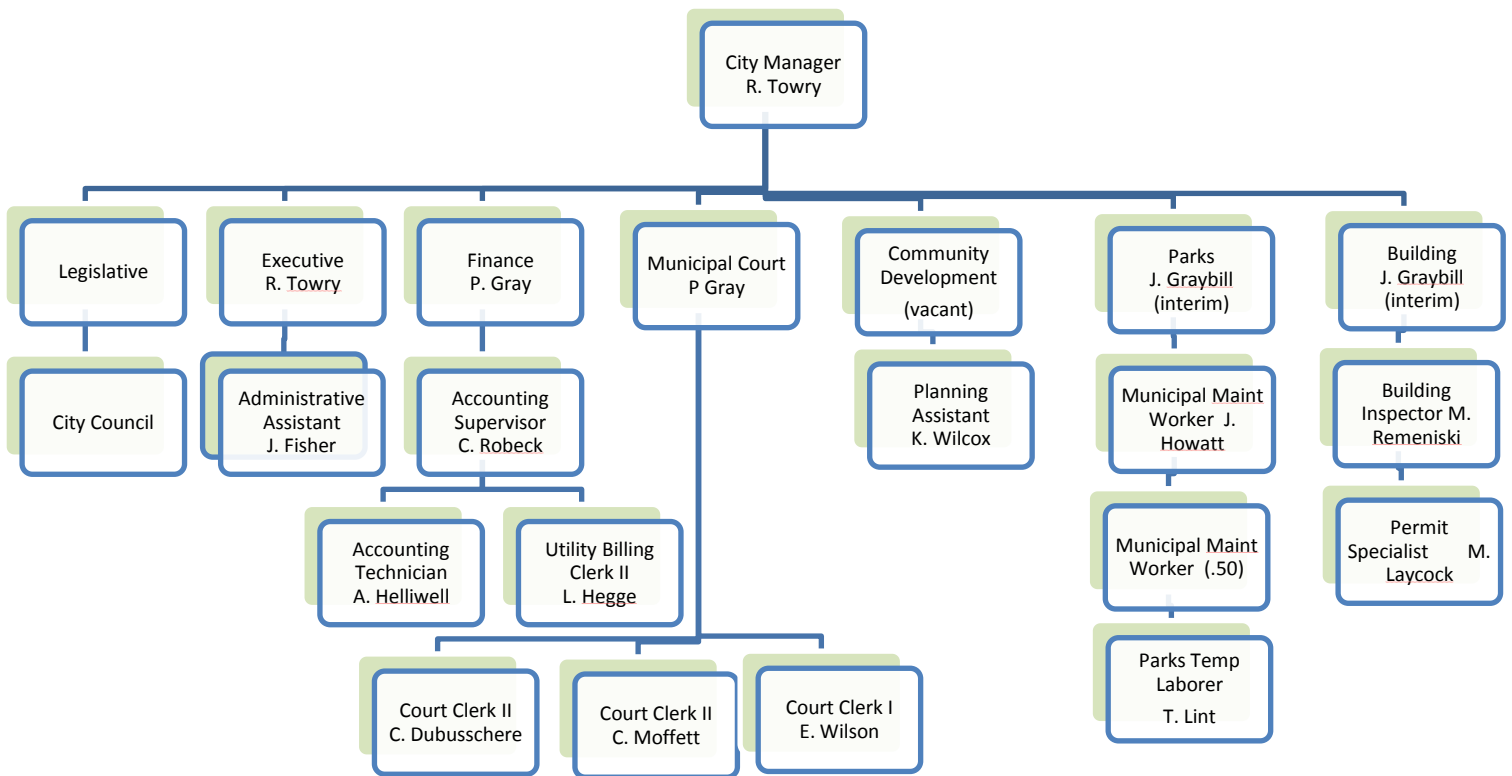 City Manager
R. Towry
Legislative
Executive
R. Towry
Finance
P. Gray
Municipal Court
P Gray
Community
Development
(vacant)
Parks
J. Graybill
(interim)
Building
J. Graybill
(interim)
City Council
Administrative
Assistant
J. Fisher
Accounting
Supervisor
C. Robeck
Planning
Assistant
K. Wilcox
Municipal Maint
Worker J.
Howatt
Building
Inspector M.
Remeniski
Accounting
Technician
A. Helliwell
Utility Billing
Clerk II
L. Hegge
Municipal Maint
Worker (.50)
Permit
Specialist M.
Laycock
Court Clerk II
C. Dubusschere
Court Clerk II
C. Moffett
Court Clerk I
E. Wilson
Parks Temp
Laborer
T. Lint